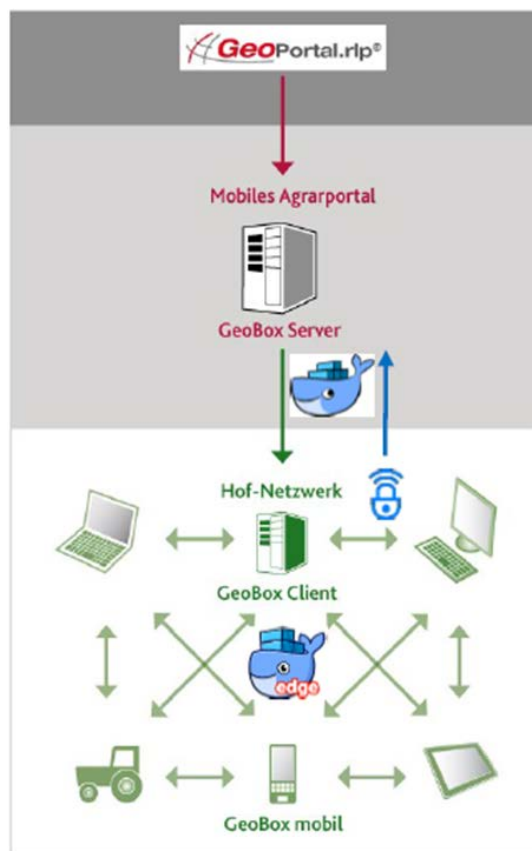 GeoPortal.rlp®
Mobiles Agrarportal
GeoBox Server
Hof-Netzwerk
GeoBox Client
edge
GeoBox mobil